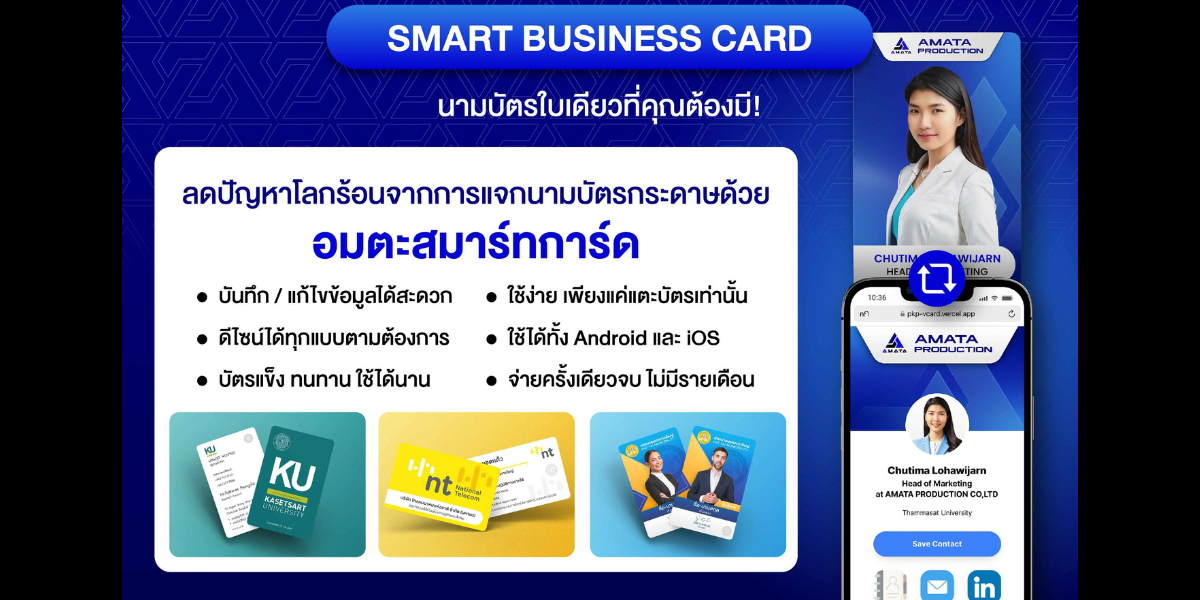 SMART BUSINESS CARD
นามบัตรใบเดียวที่คุณต้องมี!
ลดปัญหาโลกร้อนจากการแจกนามบัตรกระดาษด้วย
อมตะสมาร์ทการ์ด
• บันทึก / แก้ไขข้อมูลได้สะดวก
• ดีไซน์ได้ทุกแบบตามต้องการ
• บัตรแข็ง ทนทาน ใช้ได้นาน
• ใช้ง่าย เพียงแค่แตะบัตรเท่านั้น
• ใช้ได้ทั้ง Android และ iOS
• จ่ายครั้งเดียวจบ ไม่มีรายเดือน
KU
KU
KASETSART
UNIVERSITY
nt
National
Telecom
nt
AMATA
AMATA
PRODUCTION
10:36
pkp-vcard.vercel.app
AMATA
AMATA
PRODUCTION
Chutima Lohawijarn
Head of Marketing
at AMATA PRODUCTION CO,LTD
Thammasat University
Save Contact
in